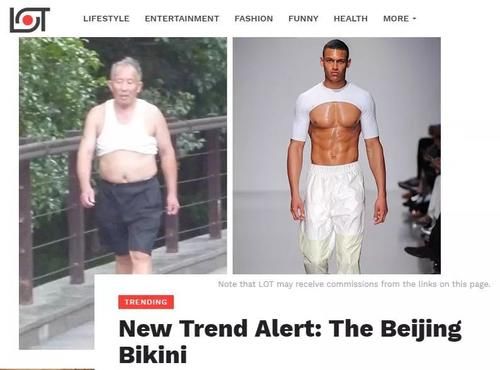 LOT
LIFESTYLE ENTERTAINMENT FASHION FUNNY HEALTH MORE
Note that LOT may receive commissions from the links on this page.
TRENDING
New Trend Alert: The Beijing
Bikini